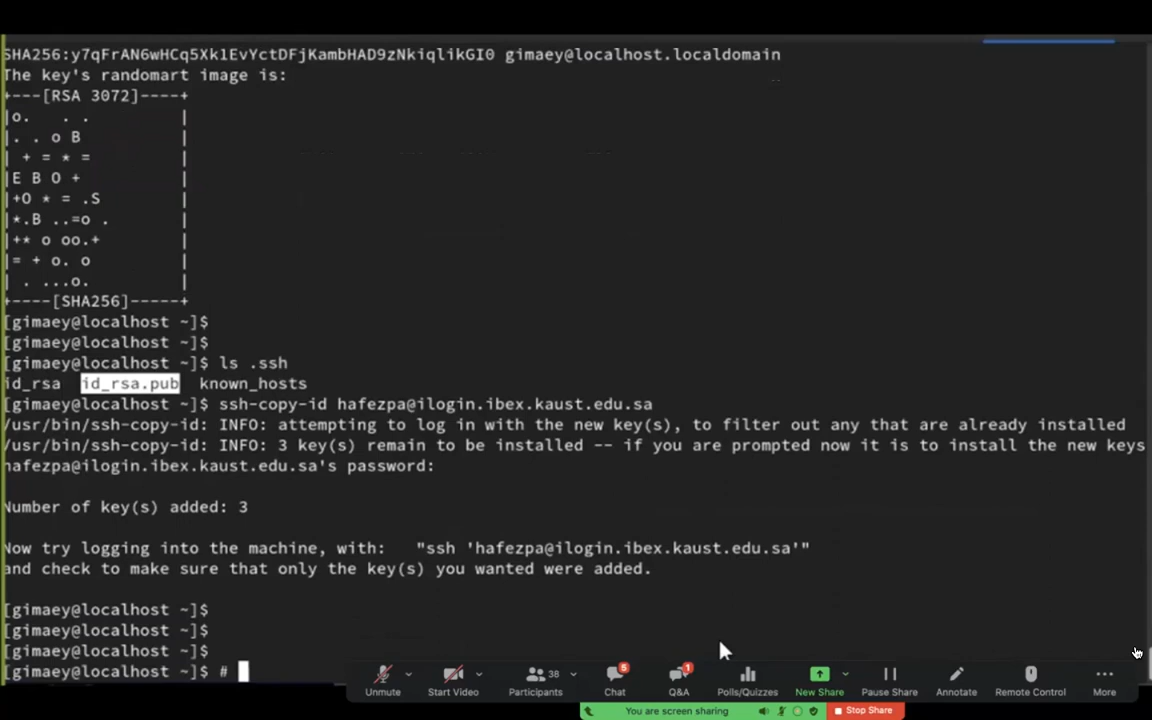 SHA256:y7qFrAN6wHCq5Xk1EvYctDFjKambHAD9zNkiqlikGI0 gimaey@localhost.localdomain
The key's randomart image is:
+---[RSA 3072]----+
|o.   . .         |
|. . o B          |
| + = * =         |
|E B O +          |
|+O * = .S        |
|*.B ..=o .       |
|+* o oo.+        |
|= + o. o         |
| . ...o.         |
+----[SHA256]-----+
[gimaey@localhost ~]$
[gimaey@localhost ~]$
[gimaey@localhost ~]$ ls .ssh
id_rsa  id_rsa.pub  known_hosts
[gimaey@localhost ~]$ ssh-copy-id hafezpa@ilogin.ibex.kaust.edu.sa
/usr/bin/ssh-copy-id: INFO: attempting to log in with the new key(s), to filter out any that are already installed
/usr/bin/ssh-copy-id: INFO: 3 key(s) remain to be installed -- if you are prompted now it is to install the new keys
hafezpa@ilogin.ibex.kaust.edu.sa's password:
Number of key(s) added: 3
Now try logging into the machine, with:   "ssh 'hafezpa@ilogin.ibex.kaust.edu.sa'"
and check to make sure that only the key(s) you wanted were added.
[gimaey@localhost ~]$
[gimaey@localhost ~]$
[gimaey@localhost ~]$
[gimaey@localhost ~]$ #
38 5 1
Unmute Start Video Participants Chat Q&A Polls/Quizzes New Share Pause Share Annotate Remote Control More
You are screen sharing Stop Share